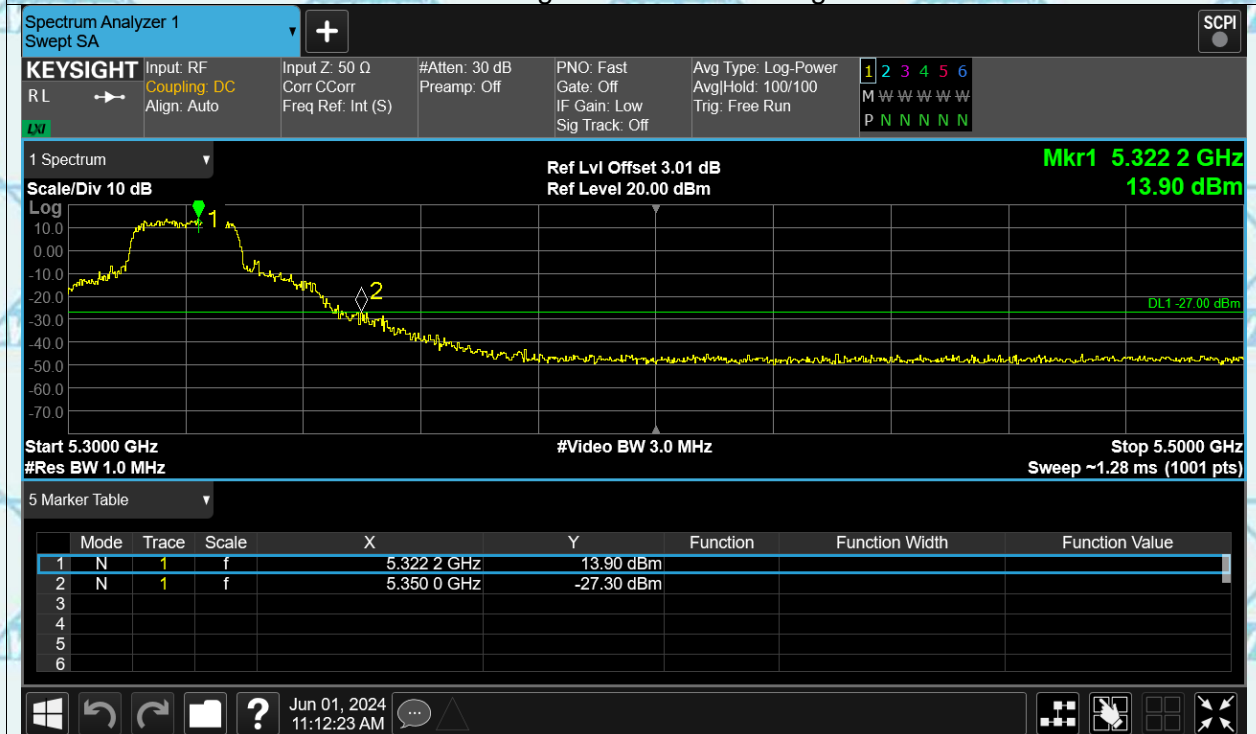 Spectrum Analyzer 1
Swept SA
+
SCPI
KEYSIGHT
RL
LXI
Input: RF
Coupling: DC
Align: Auto
Input Z: 50 Ω
Corr CCorr
Freq Ref: Int (S)
#Atten: 30 dB
Preamp: Off
PNO: Fast
Gate: Off
IF Gain: Low
Sig Track: Off
Avg Type: Log-Power
Avg|Hold: 100/100
Trig: Free Run
1 2 3 4 5 6
M W W W W W
P N N N N N
1 Spectrum
Scale/Div 10 dB
Ref Lvl Offset 3.01 dB
Ref Level 20.00 dBm
Mkr1 5.322 2 GHz
13.90 dBm
Log
10.0
0.00
-10.0
-20.0
-30.0
-40.0
-50.0
-60.0
-70.0
1
2
DL1 -27.00 dBm
Start 5.3000 GHz
#Video BW 3.0 MHz
Stop 5.5000 GHz
#Res BW 1.0 MHz
Sweep ~1.28 ms (1001 pts)
5 Marker Table
Mode Trace Scale X Y Function Function Width Function Value
1 N 1 f 5.322 2 GHz 13.90 dBm
2 N 1 f 5.350 0 GHz -27.30 dBm
3
4
5
6
?
Jun 01, 2024
11:12:23 AM